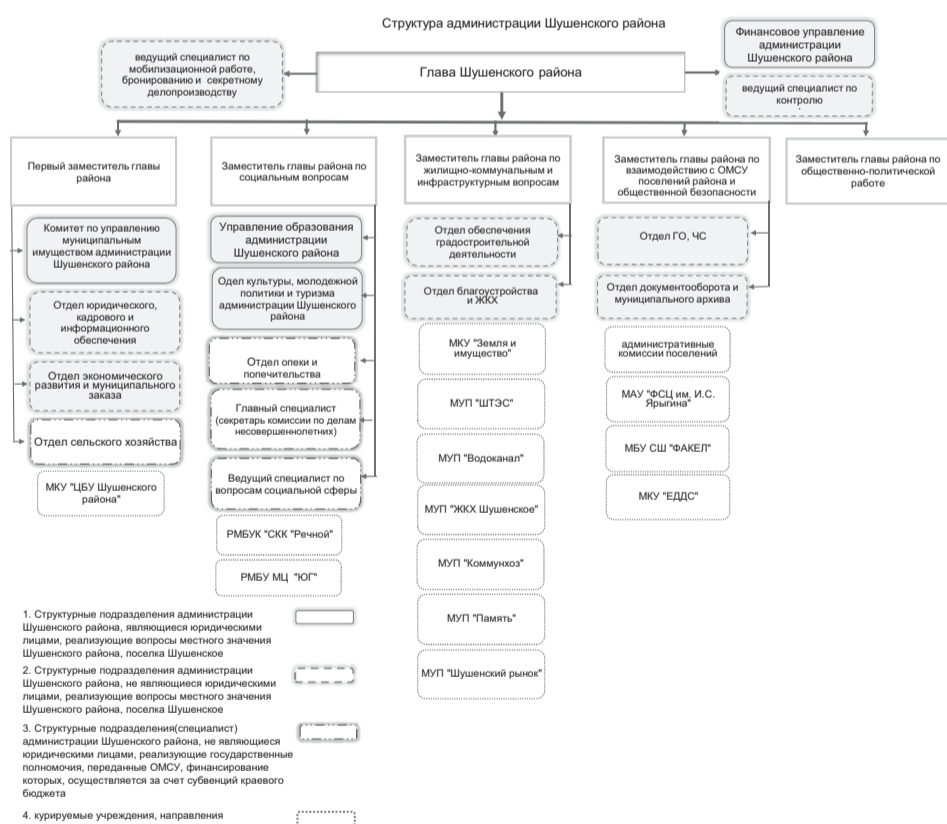 Структура администрации Шушенского района
ведущий специалист по
мобилизационной работе,
бронированию и секретному
делопроизводству
Глава Шушенского района
Финансовое управление
администрации
Шушенского района
ведущий специалист по
контролю
Первый заместитель главы
района
Комитет по управлению
муниципальным
имуществом администрации
Шушенского района
Отдел юридического,
кадрового и
информационного
обеспечения
Отдел экономического
развития и муниципального
заказа
Отдел сельского хозяйства
МКУ "ЦБУ Шушенского
района"
Заместитель главы района по
социальным вопросам
Управление образования
администрации
Шушенского района
Одел культуры, молодежной
политики и туризма
администрации Шушенского
района
Отдел опеки и
попечительства
Главный специалист
(секретарь комиссии по делам
несовершеннолетних)
Ведущий специалист по
вопросам социальной сферы
РМБУК "СКК "Речной"
РМБУ МЦ "ЮГ"
Заместитель главы района по
жилищно-коммунальным и
инфраструктурным вопросам
Отдел обеспечения
градостроительной
деятельности
Отдел благоустройства
и ЖКХ
МКУ "Земля и
имущество"
МУП "ШТЭС"
МУП "Водоканал"
МУП "ЖКХ Шушенское"
МУП "Коммунхоз"
МУП "Память"
МУП "Шушенский рынок"
Заместитель главы района по
взаимодействию с ОМСУ
поселений района и
общественной безопасности
Отдел ГО, ЧС
Отдел документооборота и
муниципального архива
административные
комиссии поселений
МАУ "ФСЦ им. И.С.
Ярыгина"
МБУ СШ "ФАКЕЛ"
МКУ "ЕДДС"
Заместитель главы района по
общественно-политической
работе
1. Структурные подразделения администрации
Шушенского района, являющиеся юридическими
лицами, реализующие вопросы местного значения
Шушенского района, поселка Шушенское
2. Структурные подразделения администрации
Шушенского района, не являющиеся юридическими
лицами, реализующие вопросы местного значения
Шушенского района, поселка Шушенское
3. Структурные подразделения(специалист)
администрации Шушенского района, не являющиеся
юридическими лицами, реализующие государственные
полномочия, переданные ОМСУ, финансирование
которых, осуществляется за счет субвенций краевого
бюджета
4. курируемые учреждения, направления